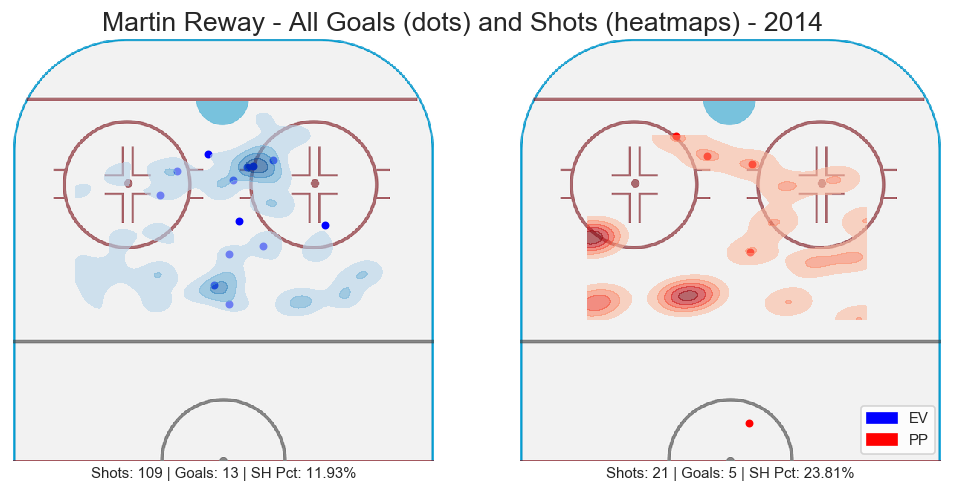 Martin Reway - All Goals (dots) and Shots (heatmaps) - 2014
EV
PP
Shots: 109 | Goals: 13 | SH Pct: 11.93%
Shots: 21 | Goals: 5 | SH Pct: 23.81%